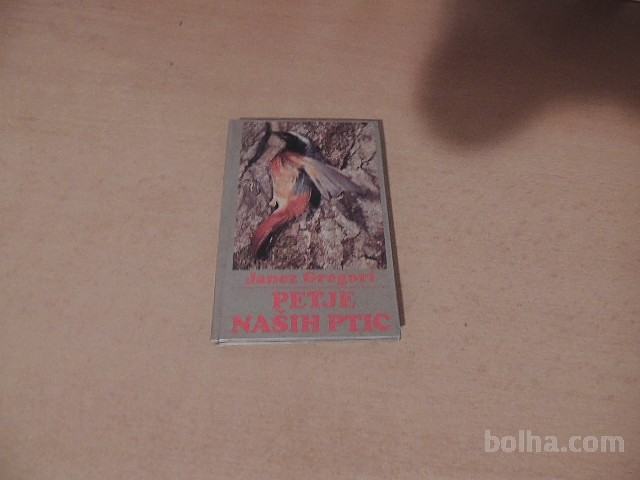 Janez Gregori
PETJE
NAŠIH PTIC
bolha.com